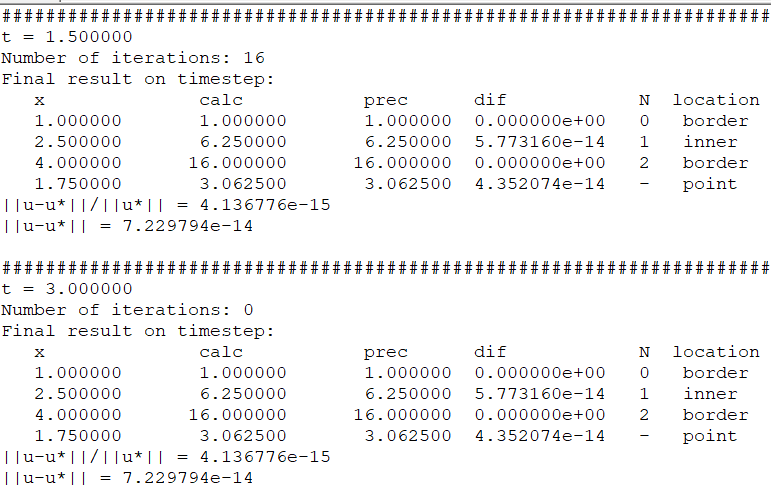 ######################################################################
t = 1.500000
Number of iterations: 16
Final result on timestep:
x calc prec dif N location
1.000000 1.000000 1.000000 0.000000e+00 0 border
2.500000 6.250000 6.250000 5.773160e-14 1 inner
4.000000 16.000000 16.000000 0.000000e+00 2 border
1.750000 3.062500 3.062500 4.352074e-14 - point
||u-u*||/||u*|| = 4.136776e-15
||u-u*|| = 7.229794e-14
######################################################################
t = 3.000000
Number of iterations: 0
Final result on timestep:
x calc prec dif N location
1.000000 1.000000 1.000000 0.000000e+00 0 border
2.500000 6.250000 6.250000 5.773160e-14 1 inner
4.000000 16.000000 16.000000 0.000000e+00 2 border
1.750000 3.062500 3.062500 4.352074e-14 - point
||u-u*||/||u*|| = 4.136776e-15
||u-u*|| = 7.229794e-14